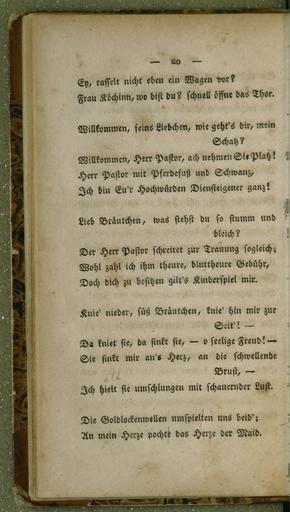 — 20 —
Ey, rasselt nicht eben ein Wagen vor?
Frau Köchinn, wo bist du? schnell öffne das Thor.
Willkommen, feins Liebchen, wie geht's dir, mein
Schatz?
Willkommen, Herr Pastor, ach nehmen Sie Platz!
Herr Pastor mit Pferdefuß und Schwanz,
Ich bin Eu'r Hochwürden Diensteigener ganz!
Lieb Bräutchen, was stehst du so stumm und
bleich?
Der Herr Pastor schreitet zur Trauung sogleich;
Wohl zahl ich ihm theure, bluttheure Gebühr,
Doch dich zu besitzen gilt's Kinderspiel mir.
Knie' nieder, süß Bräutchen, knie' hin mir zur
Seit'! —
Da kniet sie, da sinkt sie, — o seelige Freud! —
Sie sinkt mir an's Herz, an die schwellende
Brust, —
Ich hielt sie umschlungen mit schauernder Lust.
Die Goldlockenwellen umspielten uns beid';
An mein Herze pochte das Herze der Maid.